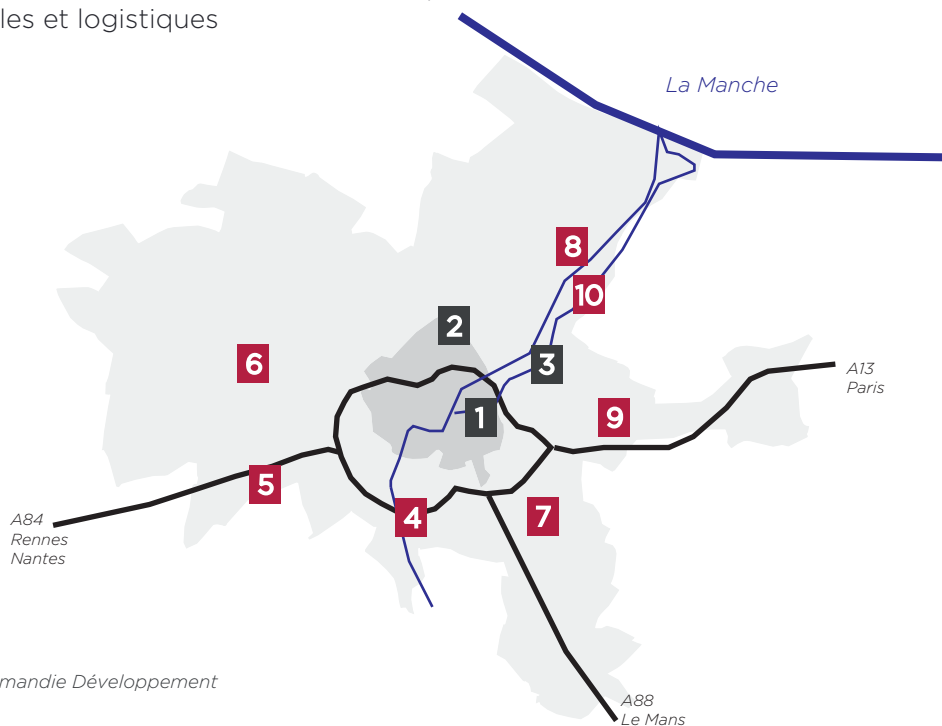 les et logistiques
La Manche
8
10
2
6
3
A13
Paris
1
9
5
4
7
A84
Rennes
Nantes
mandie Développement
A88
Le Mans